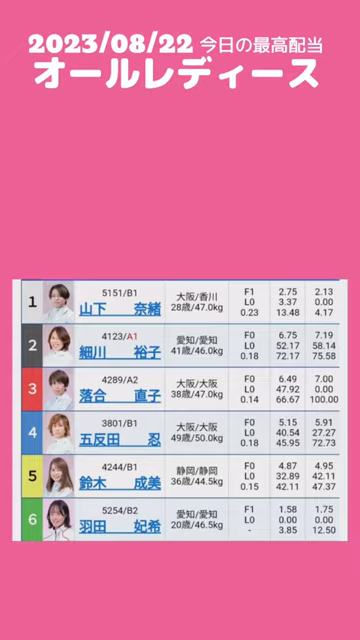 2023/08/22 今日の最高配当
オールレディース
1
5151/B1
山下 奈緒
大阪/香川
28歳/47.0kg
F1
L0
0.23
2.75
3.37
13.48
2.13
0.00
4.17
2
4123/A1
細川 裕子
愛知/愛知
41歳/46.0kg
F0
L0
0.18
6.75
52.17
72.17
7.19
58.14
75.58
3
4289/A2
落合 直子
大阪/大阪
38歳/47.0kg
F0
L0
0.14
6.49
47.92
66.67
7.00
0.00
100.00
4
3801/B1
五反田 忍
大阪/大阪
49歳/50.0kg
F0
L0
0.18
5.15
40.54
45.95
5.91
27.27
72.73
5
4244/B1
鈴木 成美
静岡/静岡
36歳/44.5kg
F0
L0
0.15
4.87
32.89
42.11
4.95
42.11
47.37
6
5254/B2
羽田 妃希
愛知/愛知
20歳/46.5kg
F1
L0
-
1.58
0.00
3.85
1.75
0.00
12.50